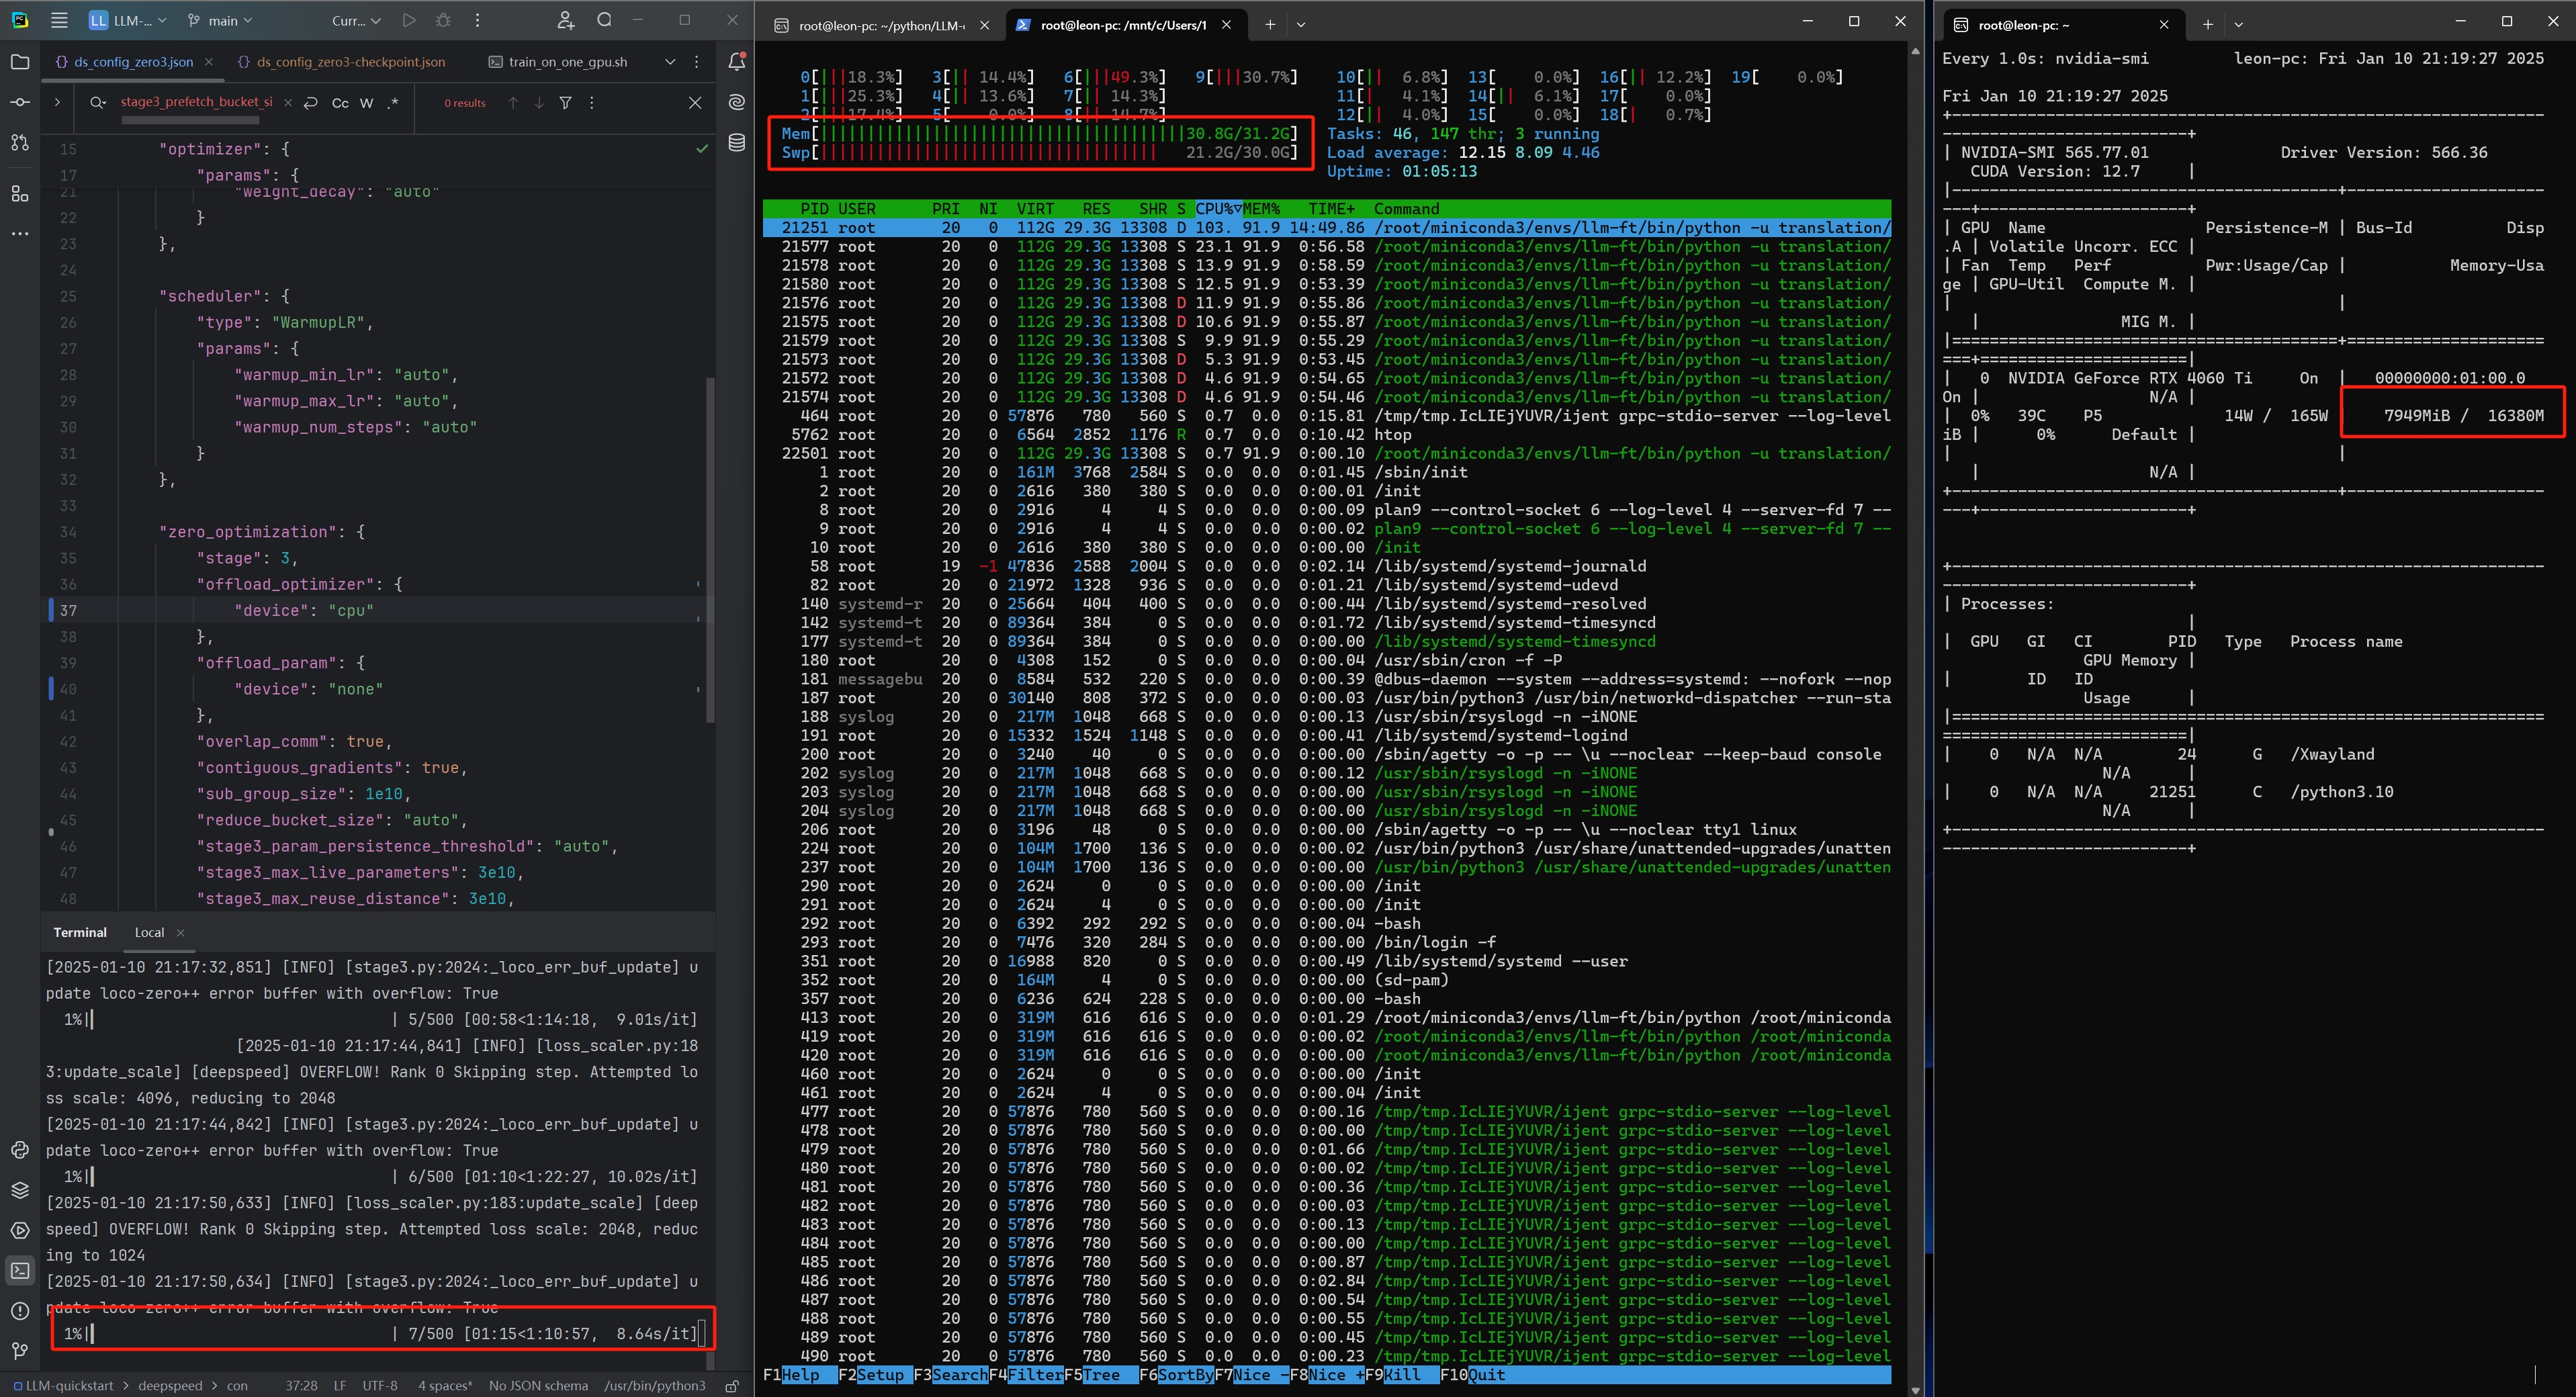 LL LLM-... main Curr...
ds_config_zero3.json ds_config_zero3-checkpoint.json train_on_one_gpu.sh
stage3_prefetch_bucket_si Cc W .* 0 results
15 "optimizer": {
17 "params": {
21 "weight_decay": "auto"
22 }
23 },
24
25 "scheduler": {
26 "type": "WarmupLR",
27 "params": {
28 "warmup_min_lr": "auto",
29 "warmup_max_lr": "auto",
30 "warmup_num_steps": "auto"
31 }
32 },
33
34 "zero_optimization": {
35 "stage": 3,
36 "offload_optimizer": {
37 "device": "cpu"
38 },
39 "offload_param": {
40 "device": "none"
41 },
42 "overlap_comm": true,
43 "contiguous_gradients": true,
44 "sub_group_size": 1e10,
45 "reduce_bucket_size": "auto",
46 "stage3_param_persistence_threshold": "auto",
47 "stage3_max_live_parameters": 3e10,
48 "stage3_max_reuse_distance": 3e10,
Terminal Local
[2025-01-10 21:17:32,851] [INFO] [stage3.py:2024:_loco_err_buf_update] u
pdate loco-zero++ error buffer with overflow: True
1%| | 5/500 [00:58<1:14:18, 9.01s/it]
[2025-01-10 21:17:44,841] [INFO] [loss_scaler.py:18
3:update_scale] [deepspeed] OVERFLOW! Rank 0 Skipping step. Attempted lo
ss scale: 4096, reducing to 2048
[2025-01-10 21:17:44,842] [INFO] [stage3.py:2024:_loco_err_buf_update] u
pdate loco-zero++ error buffer with overflow: True
1%| | 6/500 [01:10<1:22:27, 10.02s/it]
[2025-01-10 21:17:50,633] [INFO] [loss_scaler.py:183:update_scale] [deep
speed] OVERFLOW! Rank 0 Skipping step. Attempted loss scale: 2048, reduc
ing to 1024
[2025-01-10 21:17:50,634] [INFO] [stage3.py:2024:_loco_err_buf_update] u
pdate loco-zero++ error buffer with overflow: True
1%| | 7/500 [01:15<1:10:57, 8.64s/it]
LLM-quickstart > deepspeed > con 37:28 LF UTF-8 4 spaces* No JSON schema /usr/bin/python3
root@leon-pc: ~/python/LLM- root@leon-pc: /mnt/c/Users/1
0[|||18.3%] 3[|| 14.4%] 6[|||49.3%] 9[|||30.7%] 10[|| 6.8%] 13[ 0.0%] 16[|| 12.2%] 19[ 0.0%]
1[|||25.3%] 4[|| 13.6%] 7[|| 14.3%] 11[| 4.1%] 14[|| 6.1%] 17[ 0.0%]
2[|||17.4%] 5[ 0.0%] 8[|| 14.7%] 12[|| 4.0%] 15[ 0.0%] 18[| 0.7%]
Mem[30.8G/31.2G] Tasks: 46, 147 thr; 3 running
Swp[21.2G/30.0G] Load average: 12.15 8.09 4.46
Uptime: 01:05:13
PID USER PRI NI VIRT RES SHR S CPU%▽MEM% TIME+ Command
21251 root 20 0 112G 29.3G 13308 D 103. 91.9 14:49.86 /root/miniconda3/envs/llm-ft/bin/python -u translation/
21577 root 20 0 112G 29.3G 13308 S 23.1 91.9 0:56.58 /root/miniconda3/envs/llm-ft/bin/python -u translation/
21578 root 20 0 112G 29.3G 13308 S 13.9 91.9 0:58.59 /root/miniconda3/envs/llm-ft/bin/python -u translation/
21580 root 20 0 112G 29.3G 13308 S 12.5 91.9 0:53.39 /root/miniconda3/envs/llm-ft/bin/python -u translation/
21576 root 20 0 112G 29.3G 13308 D 11.9 91.9 0:55.86 /root/miniconda3/envs/llm-ft/bin/python -u translation/
21575 root 20 0 112G 29.3G 13308 D 10.6 91.9 0:55.87 /root/miniconda3/envs/llm-ft/bin/python -u translation/
21579 root 20 0 112G 29.3G 13308 S 9.9 91.9 0:55.29 /root/miniconda3/envs/llm-ft/bin/python -u translation/
21573 root 20 0 112G 29.3G 13308 D 5.3 91.9 0:53.45 /root/miniconda3/envs/llm-ft/bin/python -u translation/
21572 root 20 0 112G 29.3G 13308 D 4.6 91.9 0:54.65 /root/miniconda3/envs/llm-ft/bin/python -u translation/
21574 root 20 0 112G 29.3G 13308 D 4.6 91.9 0:54.46 /root/miniconda3/envs/llm-ft/bin/python -u translation/
464 root 20 0 57876 780 560 S 0.7 0.0 0:15.81 /tmp/tmp.IcLIEjYUVR/ijent grpc-stdio-server --log-level
5762 root 20 0 6564 2852 1176 R 0.7 0.0 0:10.42 htop
22501 root 20 0 112G 29.3G 13308 S 0.7 91.9 0:00.10 /root/miniconda3/envs/llm-ft/bin/python -u translation/
1 root 20 0 161M 3768 2584 S 0.0 0.0 0:01.45 /sbin/init
2 root 20 0 2616 380 380 S 0.0 0.0 0:00.01 /init
8 root 20 0 2916 4 4 S 0.0 0.0 0:00.09 plan9 --control-socket 6 --log-level 4 --server-fd 7 --
9 root 20 0 2916 4 4 S 0.0 0.0 0:00.02 plan9 --control-socket 6 --log-level 4 --server-fd 7 --
10 root 20 0 2616 380 380 S 0.0 0.0 0:00.00 /init
58 root 19 -1 47836 2588 2004 S 0.0 0.0 0:02.14 /lib/systemd/systemd-journald
82 root 20 0 21972 1328 936 S 0.0 0.0 0:01.21 /lib/systemd/systemd-udevd
140 systemd-r 20 0 25664 404 400 S 0.0 0.0 0:00.44 /lib/systemd/systemd-resolved
142 systemd-t 20 0 89364 384 0 S 0.0 0.0 0:01.72 /lib/systemd/systemd-timesyncd
177 systemd-t 20 0 89364 384 0 S 0.0 0.0 0:00.00 /lib/systemd/systemd-timesyncd
180 root 20 0 4308 152 0 S 0.0 0.0 0:00.04 /usr/sbin/cron -f -P
181 messagebu 20 0 8584 532 220 S 0.0 0.0 0:00.39 @dbus-daemon --system --address=systemd: --nofork --nop
187 root 20 0 30140 808 372 S 0.0 0.0 0:00.03 /usr/bin/python3 /usr/bin/networkd-dispatcher --run-sta
188 syslog 20 0 217M 1048 668 S 0.0 0.0 0:00.13 /usr/sbin/rsyslogd -n -iNONE
191 root 20 0 15332 1524 1148 S 0.0 0.0 0:00.41 /lib/systemd/systemd-logind
200 root 20 0 3240 40 0 S 0.0 0.0 0:00.00 /sbin/agetty -o -p -- \u --noclear --keep-baud console
202 syslog 20 0 217M 1048 668 S 0.0 0.0 0:00.12 /usr/sbin/rsyslogd -n -iNONE
203 syslog 20 0 217M 1048 668 S 0.0 0.0 0:00.00 /usr/sbin/rsyslogd -n -iNONE
204 syslog 20 0 217M 1048 668 S 0.0 0.0 0:00.00 /usr/sbin/rsyslogd -n -iNONE
206 root 20 0 3196 48 0 S 0.0 0.0 0:00.00 /sbin/agetty -o -p -- \u --noclear tty1 linux
224 root 20 0 104M 1700 136 S 0.0 0.0 0:00.02 /usr/bin/python3 /usr/share/unattended-upgrades/unatten
237 root 20 0 104M 1700 136 S 0.0 0.0 0:00.00 /usr/bin/python3 /usr/share/unattended-upgrades/unatten
290 root 20 0 2624 0 0 S 0.0 0.0 0:00.00 /init
291 root 20 0 2624 4 0 S 0.0 0.0 0:00.00 /init
292 root 20 0 6392 292 292 S 0.0 0.0 0:00.04 -bash
293 root 20 0 7476 320 284 S 0.0 0.0 0:00.00 /bin/login -f
351 root 20 0 16988 820 0 S 0.0 0.0 0:00.49 /lib/systemd/systemd --user
352 root 20 0 164M 4 0 S 0.0 0.0 0:00.00 (sd-pam)
357 root 20 0 6236 624 228 S 0.0 0.0 0:00.00 -bash
413 root 20 0 319M 616 616 S 0.0 0.0 0:01.29 /root/miniconda3/envs/llm-ft/bin/python /root/miniconda
419 root 20 0 319M 616 616 S 0.0 0.0 0:00.02 /root/miniconda3/envs/llm-ft/bin/python /root/miniconda
420 root 20 0 319M 616 616 S 0.0 0.0 0:00.00 /root/miniconda3/envs/llm-ft/bin/python /root/miniconda
460 root 20 0 2624 0 0 S 0.0 0.0 0:00.00 /init
461 root 20 0 2624 4 0 S 0.0 0.0 0:00.04 /init
477 root 20 0 57876 780 560 S 0.0 0.0 0:00.16 /tmp/tmp.IcLIEjYUVR/ijent grpc-stdio-server --log-level
478 root 20 0 57876 780 560 S 0.0 0.0 0:00.00 /tmp/tmp.IcLIEjYUVR/ijent grpc-stdio-server --log-level
479 root 20 0 57876 780 560 S 0.0 0.0 0:01.66 /tmp/tmp.IcLIEjYUVR/ijent grpc-stdio-server --log-level
480 root 20 0 57876 780 560 S 0.0 0.0 0:00.02 /tmp/tmp.IcLIEjYUVR/ijent grpc-stdio-server --log-level
481 root 20 0 57876 780 560 S 0.0 0.0 0:00.36 /tmp/tmp.IcLIEjYUVR/ijent grpc-stdio-server --log-level
482 root 20 0 57876 780 560 S 0.0 0.0 0:00.03 /tmp/tmp.IcLIEjYUVR/ijent grpc-stdio-server --log-level
483 root 20 0 57876 780 560 S 0.0 0.0 0:00.13 /tmp/tmp.IcLIEjYUVR/ijent grpc-stdio-server --log-level
484 root 20 0 57876 780 560 S 0.0 0.0 0:00.00 /tmp/tmp.IcLIEjYUVR/ijent grpc-stdio-server --log-level
485 root 20 0 57876 780 560 S 0.0 0.0 0:00.87 /tmp/tmp.IcLIEjYUVR/ijent grpc-stdio-server --log-level
486 root 20 0 57876 780 560 S 0.0 0.0 0:02.84 /tmp/tmp.IcLIEjYUVR/ijent grpc-stdio-server --log-level
487 root 20 0 57876 780 560 S 0.0 0.0 0:00.54 /tmp/tmp.IcLIEjYUVR/ijent grpc-stdio-server --log-level
488 root 20 0 57876 780 560 S 0.0 0.0 0:00.55 /tmp/tmp.IcLIEjYUVR/ijent grpc-stdio-server --log-level
489 root 20 0 57876 780 560 S 0.0 0.0 0:00.45 /tmp/tmp.IcLIEjYUVR/ijent grpc-stdio-server --log-level
490 root 20 0 57876 780 560 S 0.0 0.0 0:00.23 /tmp/tmp.IcLIEjYUVR/ijent grpc-stdio-server --log-level
F1Help F2Setup F3SearchF4FilterF5Tree F6SortByF7Nice -F8Nice +F9Kill F10Quit
root@leon-pc: ~
Every 1.0s: nvidia-smi leon-pc: Fri Jan 10 21:19:27 2025
Fri Jan 10 21:19:27 2025
| NVIDIA-SMI 565.77.01 Driver Version: 566.36
CUDA Version: 12.7 |
| GPU Name Persistence-M | Bus-Id Disp
.A | Volatile Uncorr. ECC |
| Fan Temp Perf Pwr:Usage/Cap | Memory-Usa
ge | GPU-Util Compute M. |
| MIG M. |
| 0 NVIDIA GeForce RTX 4060 Ti On | 00000000:01:00.0
On | N/A |
| 0% 39C P5 14W / 165W 7949MiB / 16380M
iB | 0% Default |
| N/A |
| Processes:
| GPU GI CI PID Type Process name
GPU Memory |
| ID ID
Usage |
| 0 N/A N/A 24 G /Xwayland
N/A |
| 0 N/A N/A 21251 C /python3.10
N/A |